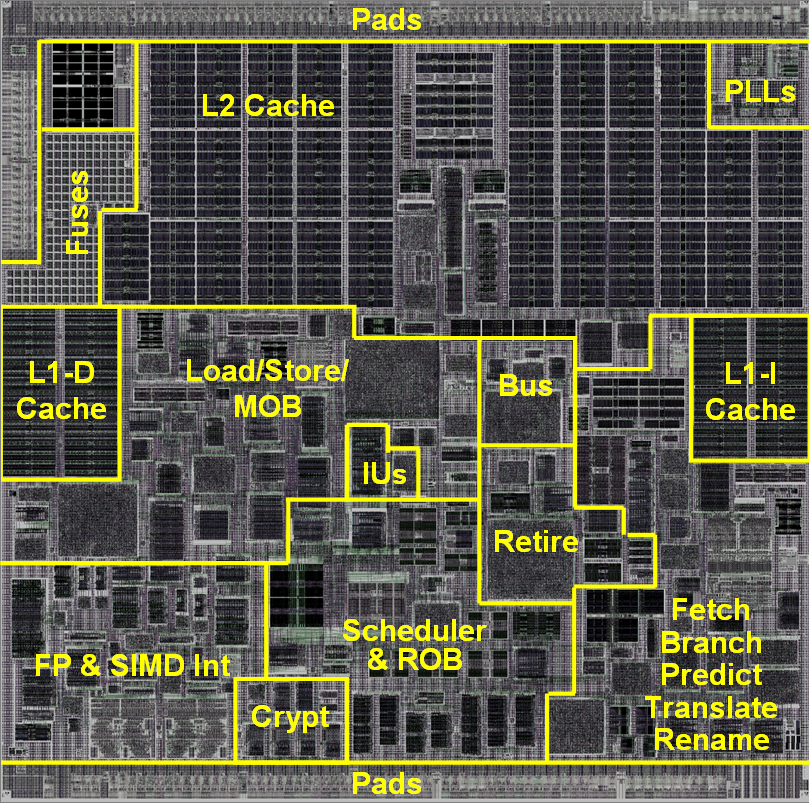 Pads
L2 Cache
PLLs
Fuses
L1-D
Cache
Load/Store/
MOB
Bus
L1-I
Cache
IUs
Retire
Scheduler
& ROB
Fetch
Branch
Predict
Translate
Rename
FP & SIMD Int
Crypt
Pads